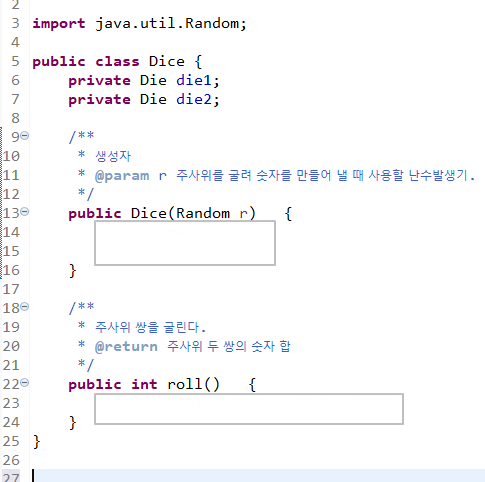 2
3 import java.util.Random;
4
5 public class Dice {
6 private Die die1;
7 private Die die2;
8
9 /**
10 * 생성자
11 * @param r 주사위를 굴려 숫자를 만들어 낼 때 사용할 난수발생기.
12 */
13 public Dice(Random r) {
14
15
16 }
17
18 /**
19 * 주사위 쌍을 굴린다.
20 * @return 주사위 두 쌍의 숫자 합
21 */
22 public int roll() {
23
24 }
25 }
26
27